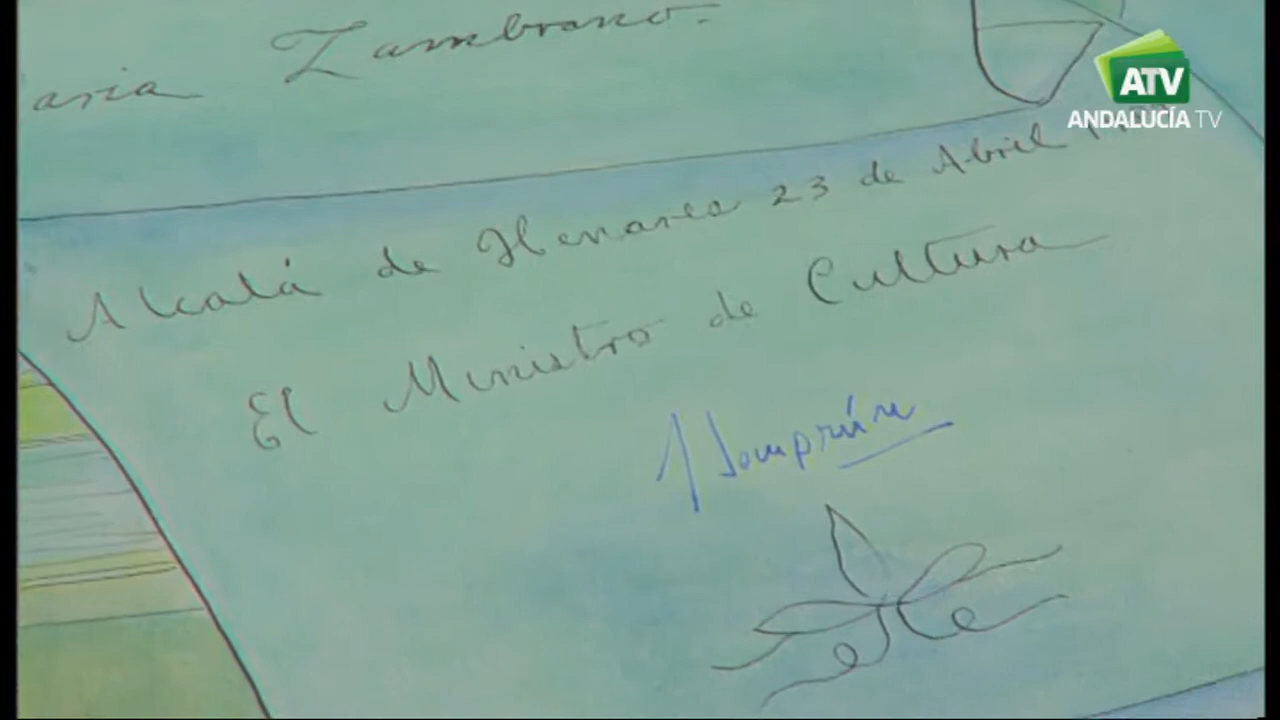 aria Zambrano.
ATV
ANDALUCÍA TV
Alcalá de Henares 23 de Abril
El Ministro de Cultura
J Semprún